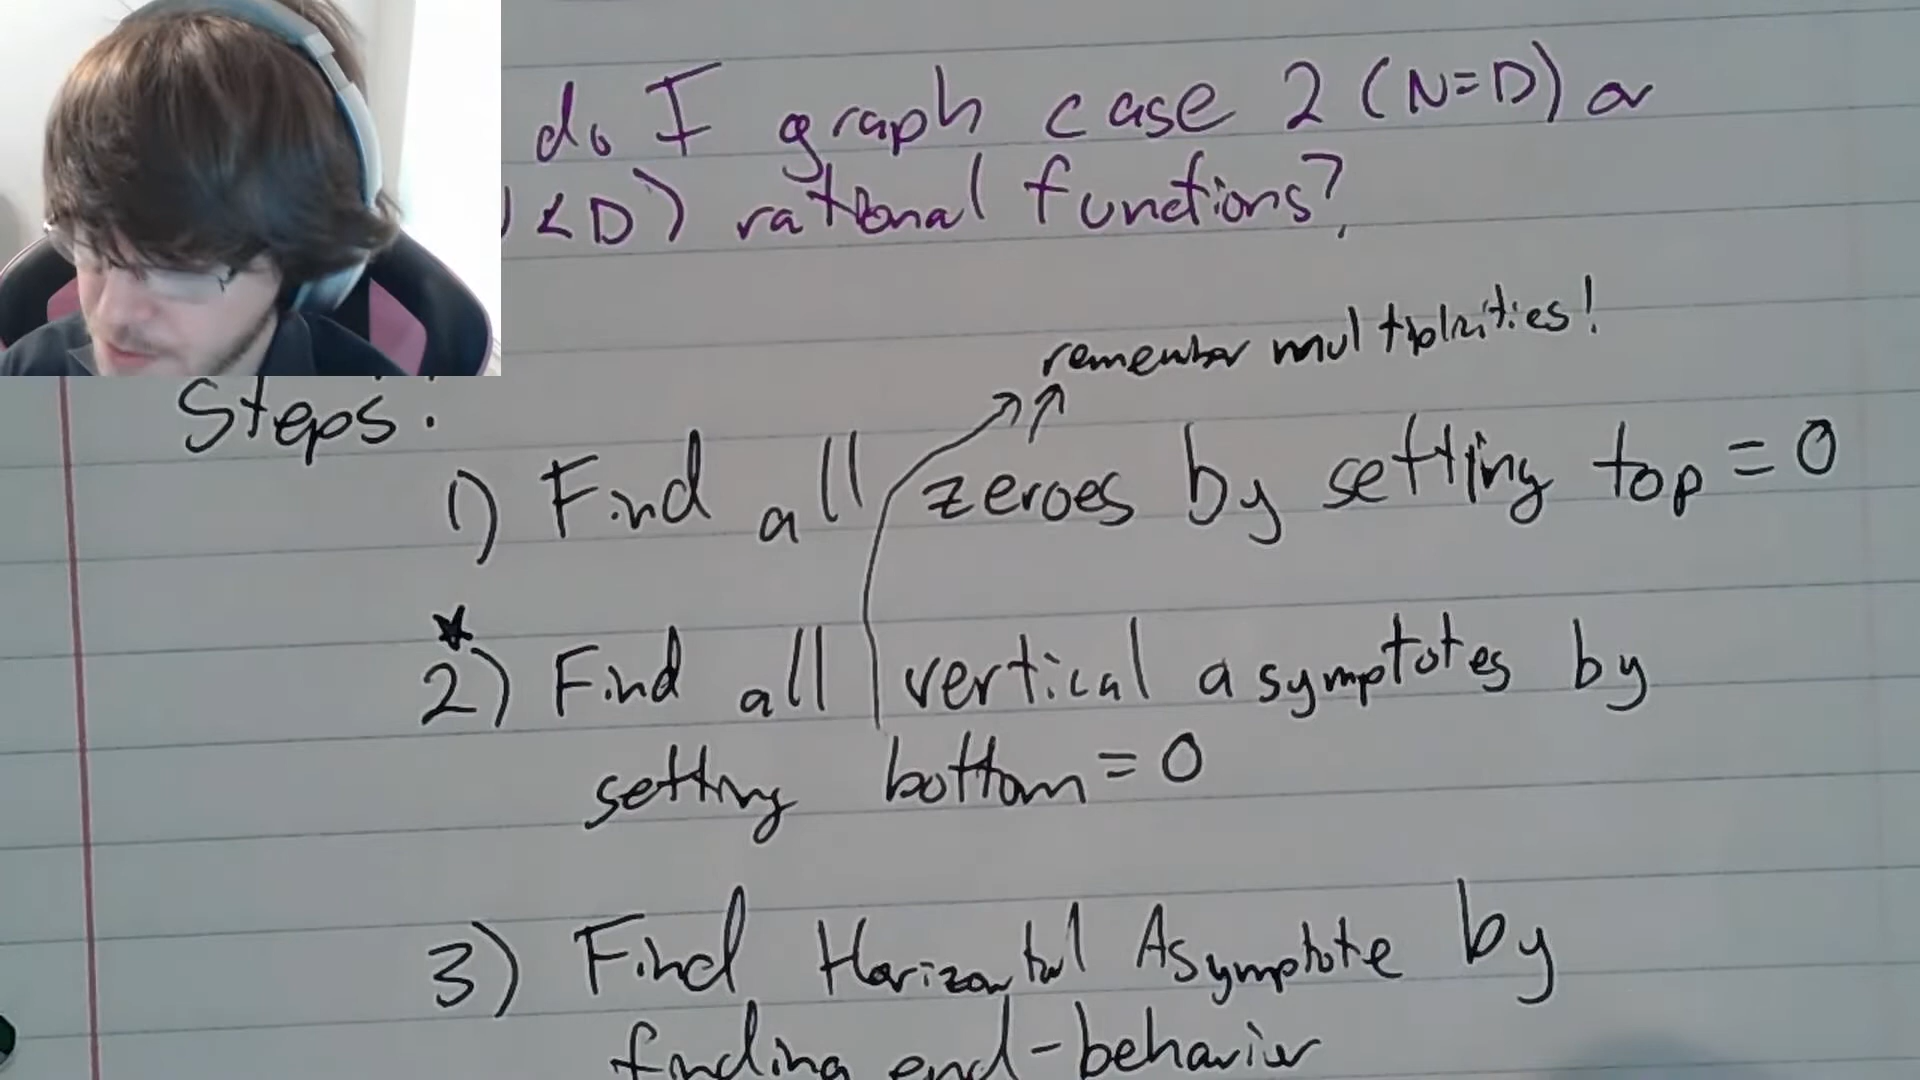 do I graph case 2 (N=D) or
<D) rational functions?
remember multiplicities!
Steps:
1) Find all zeroes by setting top = 0
2) Find all vertical asymptotes by
setting bottom = 0
3) Find Horizontal Asymptote by
finding end-behavior